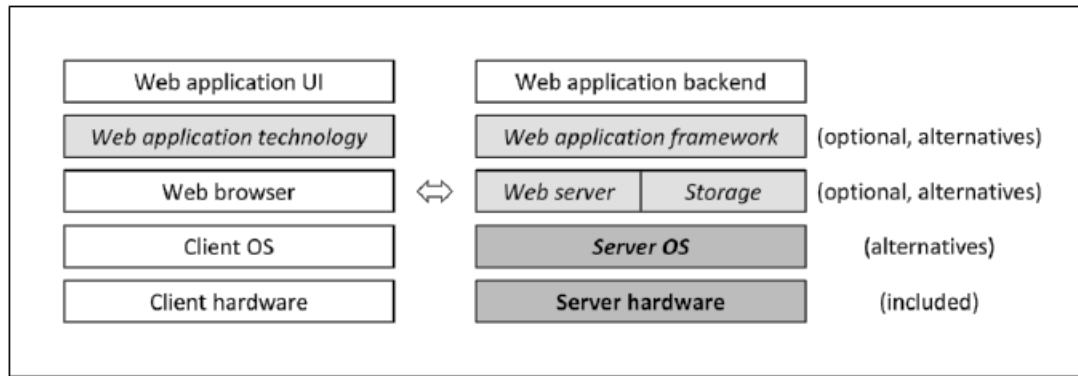 Web application UI Web application backend
Web application technology Web application framework (optional, alternatives)
Web browser Web server Storage (optional, alternatives)
Client OS Server OS (alternatives)
Client hardware Server hardware (included)